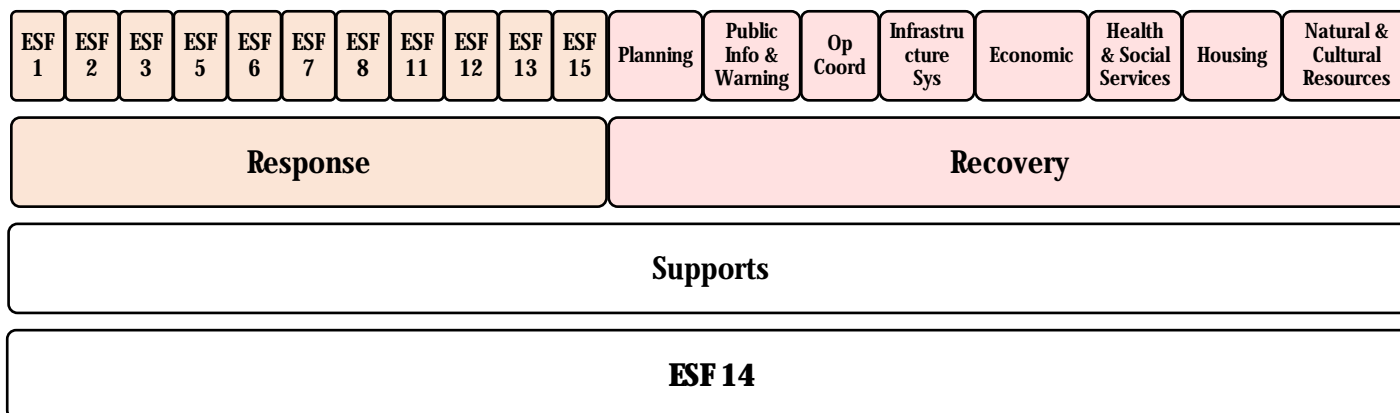 ESF
1
ESF
2
ESF
3
ESF
5
ESF
6
ESF
7
ESF
8
ESF
11
ESF
12
ESF
13
ESF
15
Planning
Public
Info &
Warning
Op
Coord
Infrastru
cture
Sys
Economic
Health
& Social
Services
Housing
Natural &
Cultural
Resources
Response
Recovery
Supports
ESF 14